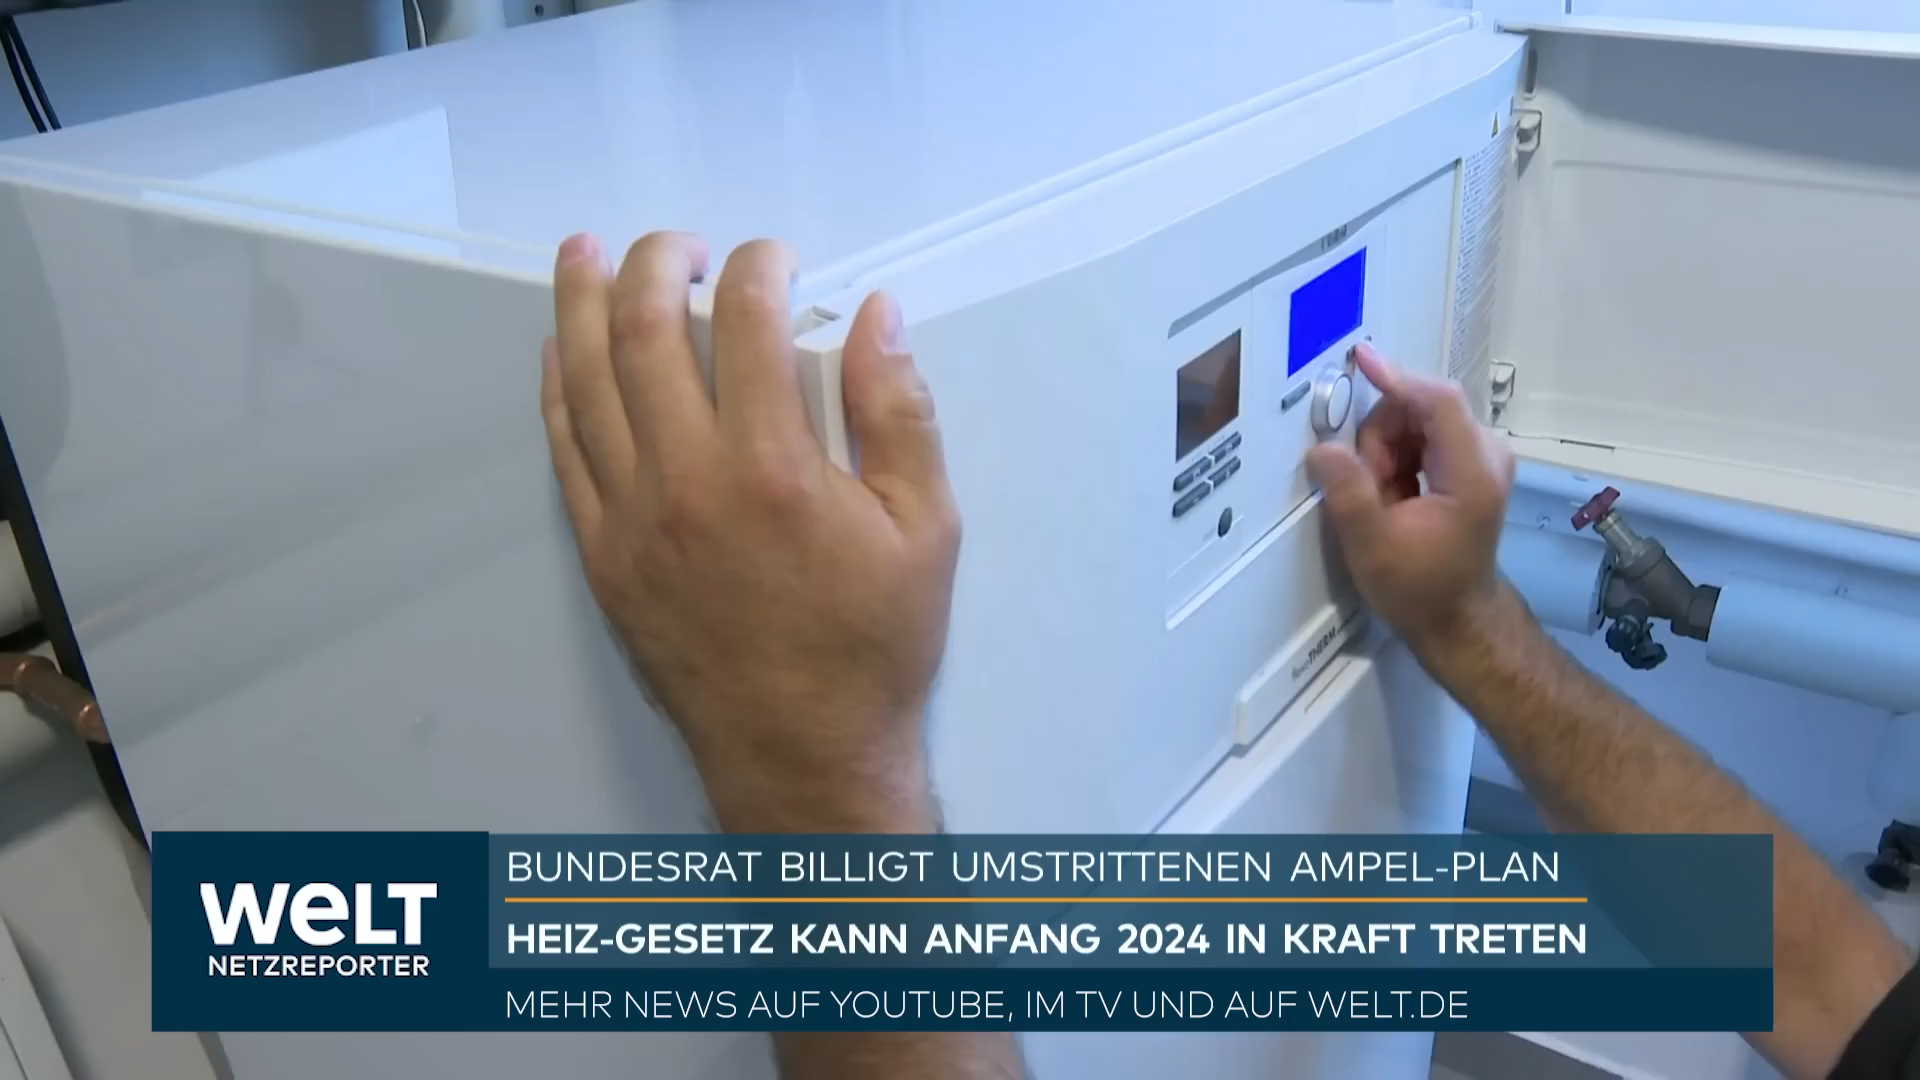 flexoTHERM
WELT
NETZREPORTER
BUNDESRAT BILLIGT UMSTRITTENEN AMPEL-PLAN
HEIZ-GESETZ KANN ANFANG 2024 IN KRAFT TRETEN
MEHR NEWS AUF YOUTUBE, IM TV UND AUF WELT.DE